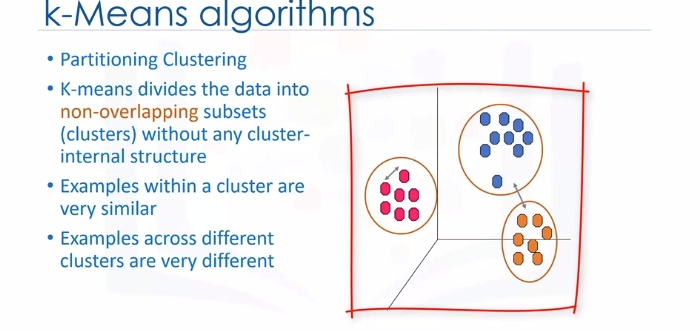 k-Means algorithms
• Partitioning Clustering
• K-means divides the data into
non-overlapping subsets
(clusters) without any cluster-
internal structure
• Examples within a cluster are
very similar
• Examples across different
clusters are very different